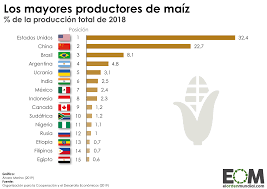 Los mayores productores de maíz
% de la producción total de 2018
Posición
Estados Unidos 1 32,4
China 2 22,7
Brasil 3 8,1
Argentina 4 4,8
Ucrania 5 3,1
India 6 2,5
México 7 2,4
Indonesia 8 2,3
Canadá 9 1,2
Sudáfrica 10 1,2
Nigeria 11 1,1
Rusia 12 1
Etiopía 13 0,7
Filipinas 14 0,7
Egipto 15 0,6
EOM
elordenmundial.com